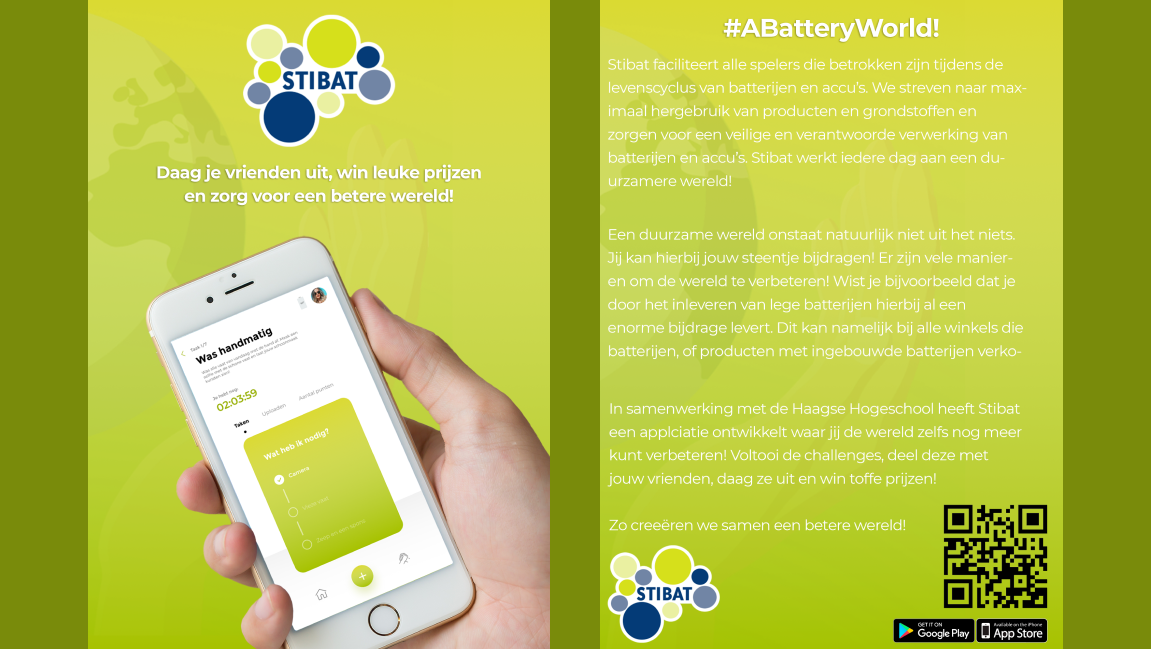 STIBAT
Daag je vrienden uit, win leuke prijzen
en zorg voor een betere wereld!
Task 1/7
Was handmatig
Je hebt nog:
02:03:59
Taken
Uploaden
Aantal punten
Wat heb ik nodig?
Camera
#ABatteryWorld!
Stibat faciliteert alle spelers die betrokken zijn tijdens de
levenscyclus van batterijen en accu's. We streven naar max-
imaal hergebruik van producten en grondstoffen en
zorgen voor een veilige en verantwoorde verwerking van
batterijen en accu's. Stibat werkt iedere dag aan een du-
urzamere wereld!
Een duurzame wereld onstaat natuurlijk niet uit het niets.
Jij kan hierbij jouw steentje bijdragen! Er zijn vele manier-
en om de wereld te verbeteren! Wist je bijvoorbeeld dat je
door het inleveren van lege batterijen hierbij al een
enorme bijdrage levert. Dit kan namelijk bij alle winkels die
batterijen, of producten met ingebouwde batterijen verko-
In samenwerking met de Haagse Hogeschool heeft Stibat
een applciatie ontwikkelt waar jij de wereld zelfs nog meer
kunt verbeteren! Voltooi de challenges, deel deze met
jouw vrienden, daag ze uit en win toffe prijzen!
Zo creeëren we samen een betere wereld!
STIBAT
GET IT ON
Google Play
Available on the iPhone
App Store